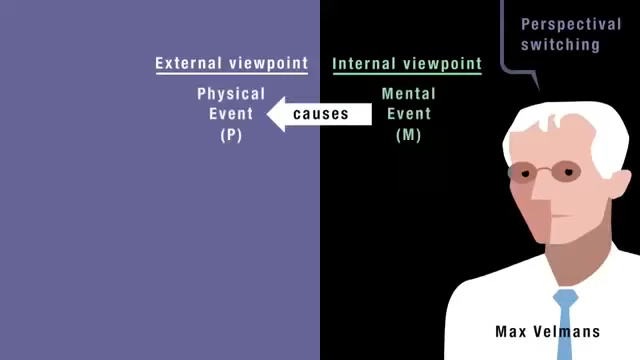 Perspectival
switching
External viewpoint
Internal viewpoint
Physical
Event
(P)
causes
Mental
Event
(M)
Max Velmans